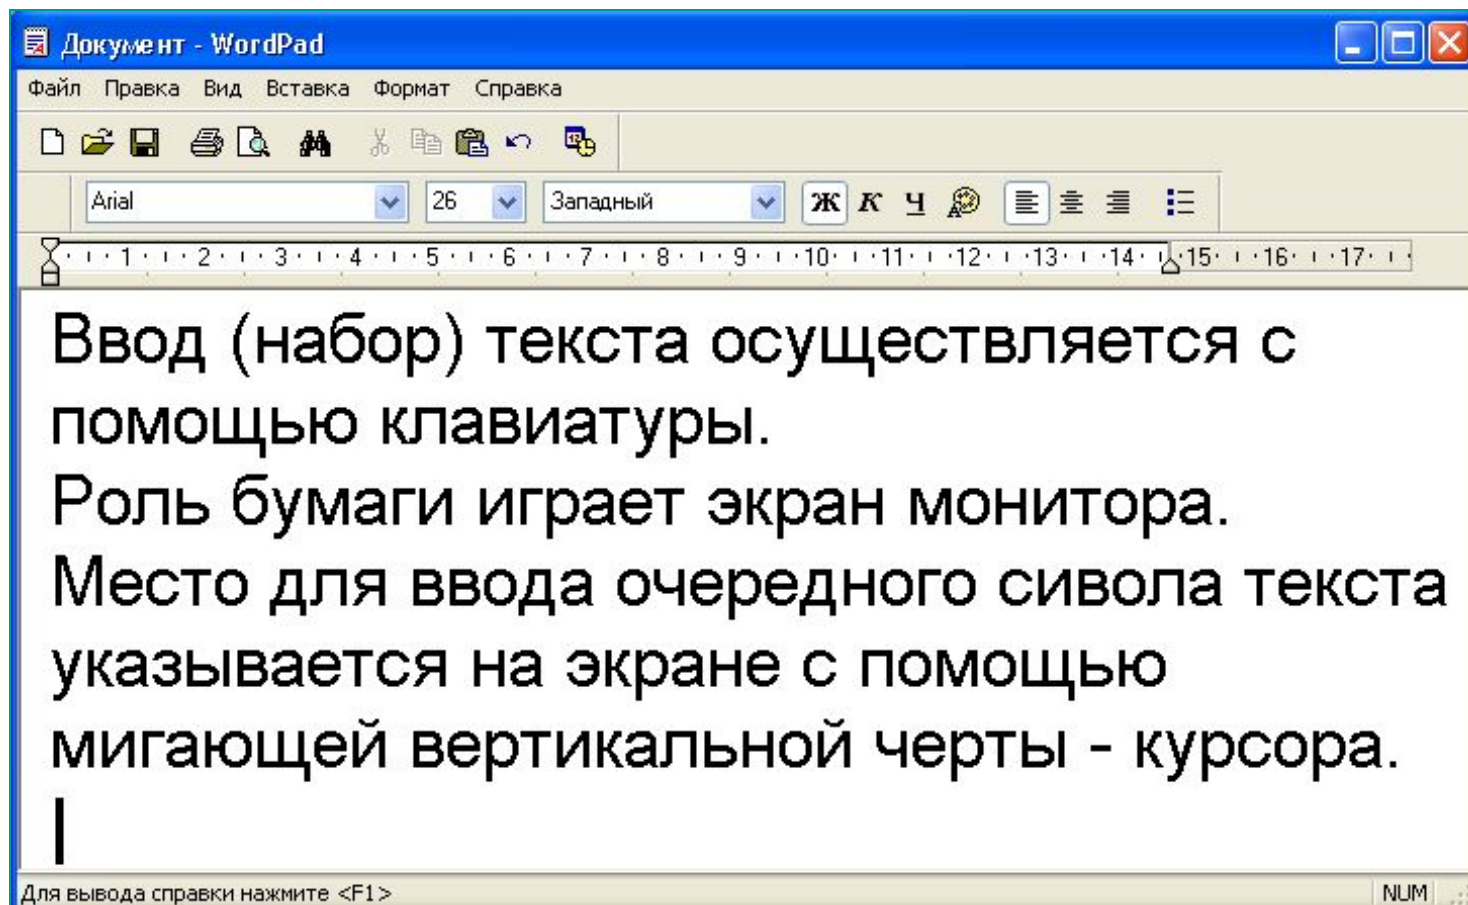 Документ - WordPad
Файл Правка Вид Вставка Формат Справка
Arial 26 Западный Ж К Ч
1 2 3 4 5 6 7 8 9 10 11 12 13 14 15 16 17
Ввод (набор) текста осуществляется с
помощью клавиатуры.
Роль бумаги играет экран монитора.
Место для ввода очередного сивола текста
указывается на экране с помощью
мигающей вертикальной черты - курсора.
Для вывода справки нажмите <F1> NUM